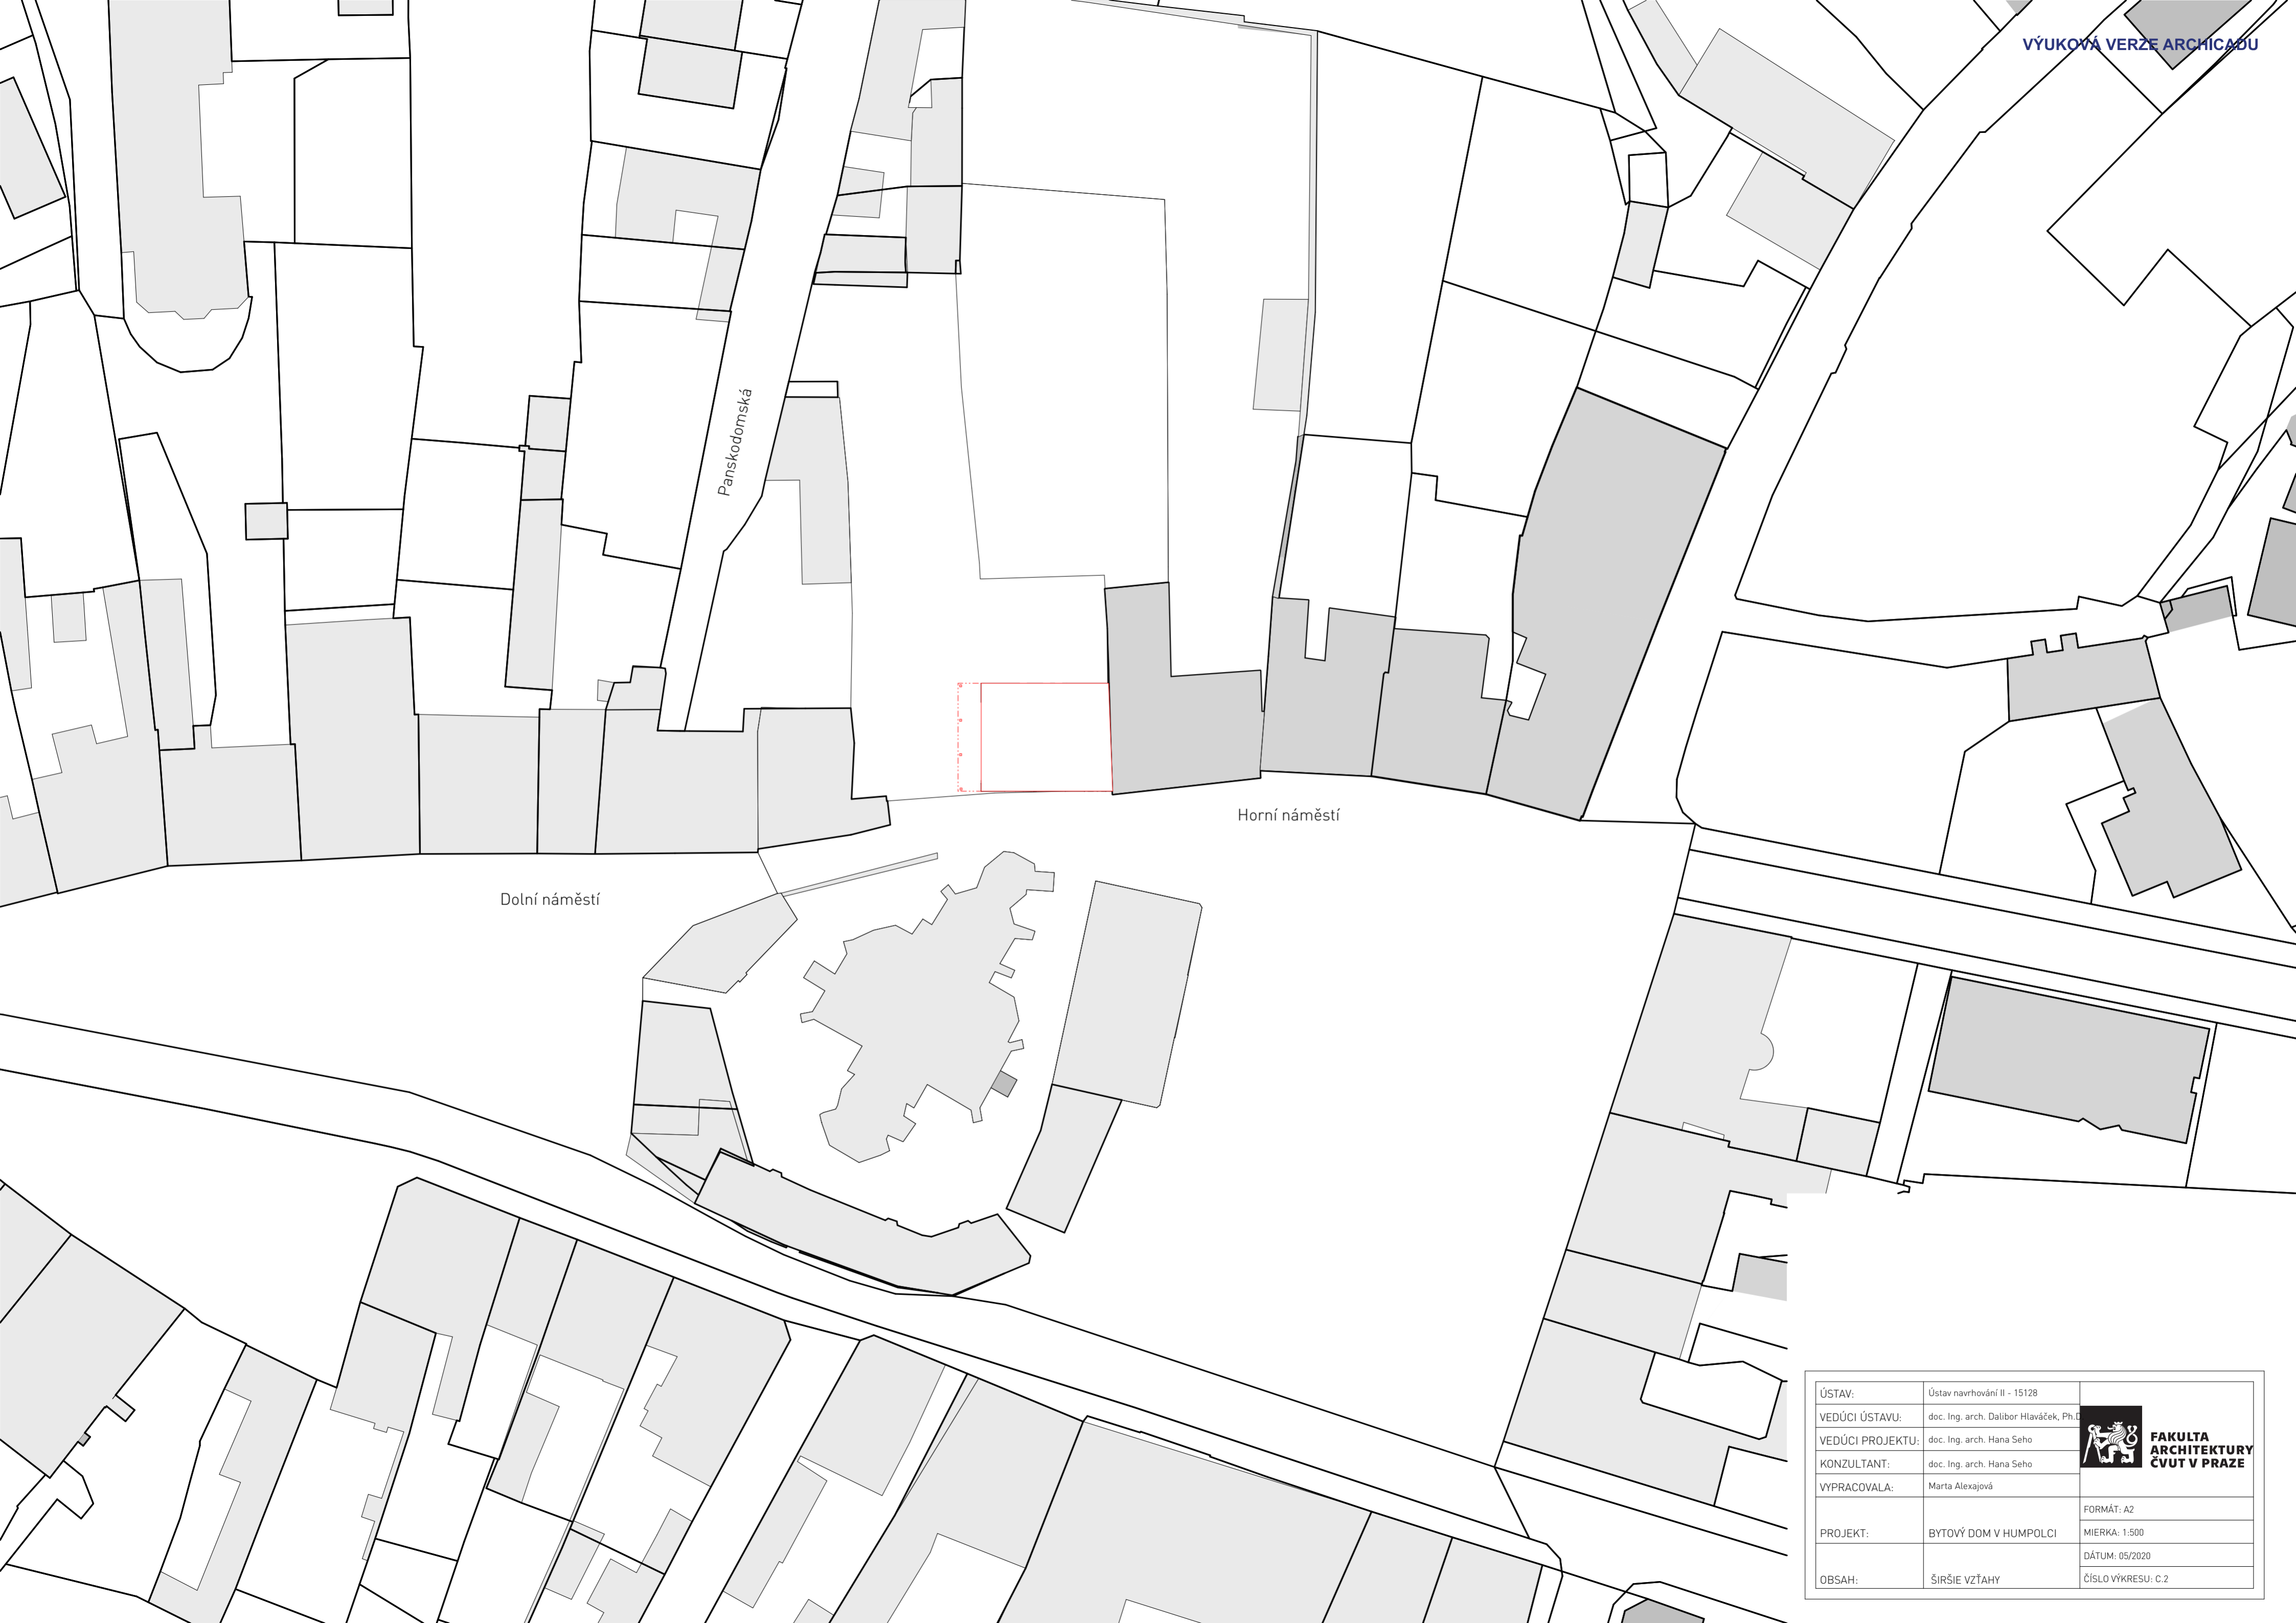 VÝUKOVÁ VERZE ARCHICADU
Panskodomská
Horní náměstí
Dolní náměstí
ÚSTAV: Ústav navrhování II - 15128
VEDÚCI ÚSTAVU: doc. Ing. arch. Dalibor Hlaváček, Ph.D
VEDÚCI PROJEKTU: doc. Ing. arch. Hana Seho
KONZULTANT: doc. Ing. arch. Hana Seho
VYPRACOVALA: Marta Alexajová
PROJEKT: BYTOVÝ DOM V HUMPOLCI
OBSAH: ŠIRŠIE VZŤAHY
FAKULTA
ARCHITEKTURY
ČVUT V PRAZE
FORMÁT: A2
MIERKA: 1:500
DÁTUM: 05/2020
ČÍSLO VÝKRESU: C.2